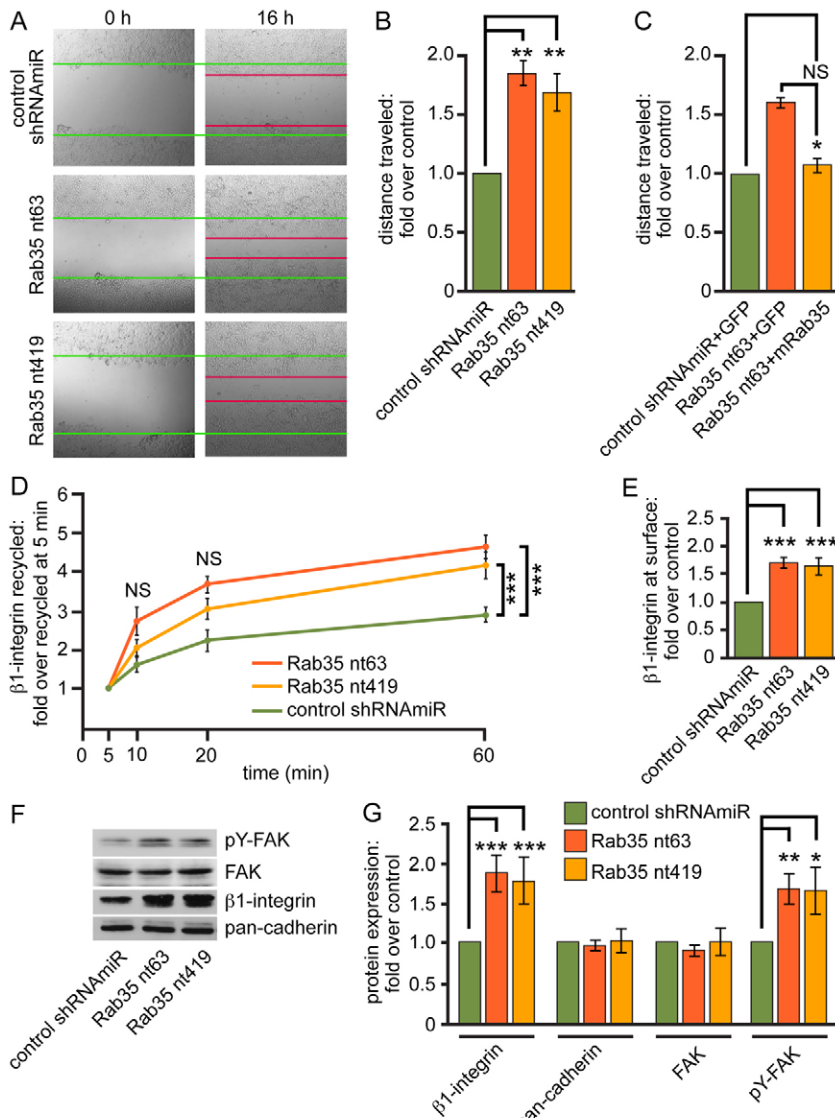 A
0 h
16 h
control
shRNAmiR
Rab35 nt63
Rab35 nt419
B
distance traveled:
fold over control
2.0
1.5
1.0
0.5
0
** **
control shRNAmiR
Rab35 nt63
Rab35 nt419
C
distance traveled:
fold over control
2.0
1.5
1.0
0.5
0
NS
*
control shRNAmiR+GFP
Rab35 nt63+GFP
Rab35 nt63+mRab35
D
β1-integrin recycled:
fold over recycled at 5 min
6
5
4
3
2
1
NS
NS
***
***
Rab35 nt63
Rab35 nt419
control shRNAmiR
0 5 10 20 60
time (min)
E
β1-integrin at surface:
fold over control
2.5
2.0
1.5
1.0
0.5
0
*** ***
control shRNAmiR
Rab35 nt63
Rab35 nt419
F
pY-FAK
FAK
β1-integrin
pan-cadherin
control shRNAmiR
Rab35 nt63
Rab35 nt419
G
protein expression:
fold over control
2.5
2.0
1.5
1.0
0.5
0
control shRNAmiR
Rab35 nt63
Rab35 nt419
*** ***
** *
β1-integrin
an-cadherin
FAK
pY-FAK